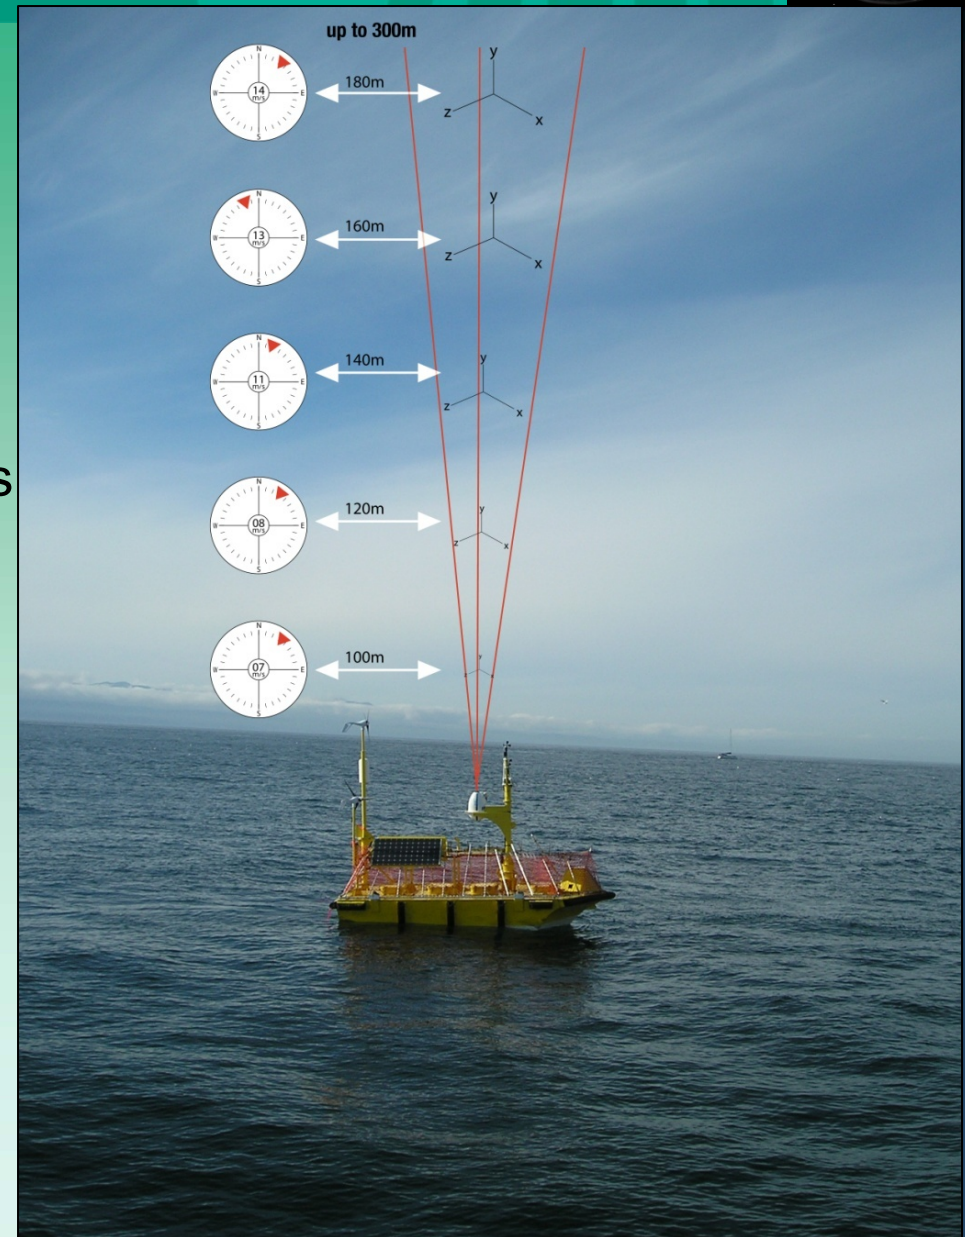 up to 300m
N
W 14 m/s E
S
180m
y
z x
N
W 13 m/s E
S
160m
y
z x
N
W 11 m/s E
S
140m
y
z x
S
N
W 08 m/s E
S
120m
y
z x
N
W 07 m/s E
S
100m
y
z x